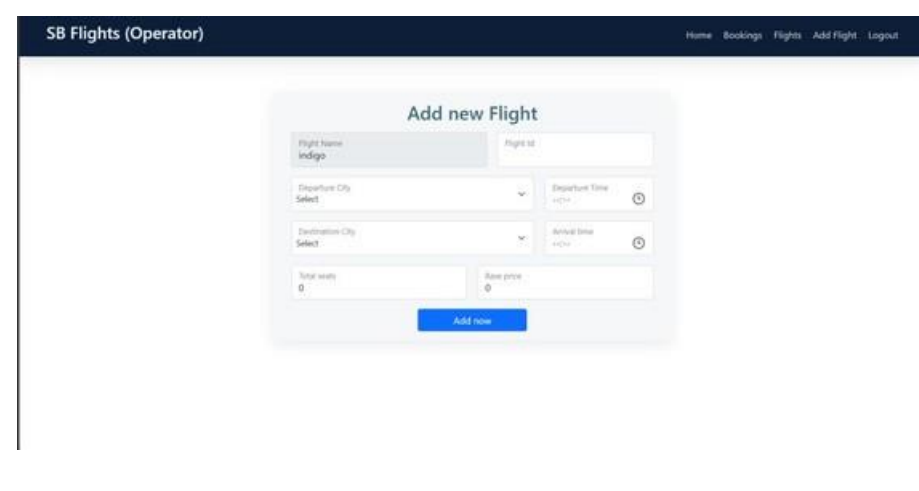 SB Flights (Operator)
Home Bookings Flights Add Flight Logout
Add new Flight
Flight Name
indigo
Flight Id
Departure City
Select
Departure Time
--:--
Destination City
Select
Arrival time
--:--
Total seats
0
Base price
0
Add now